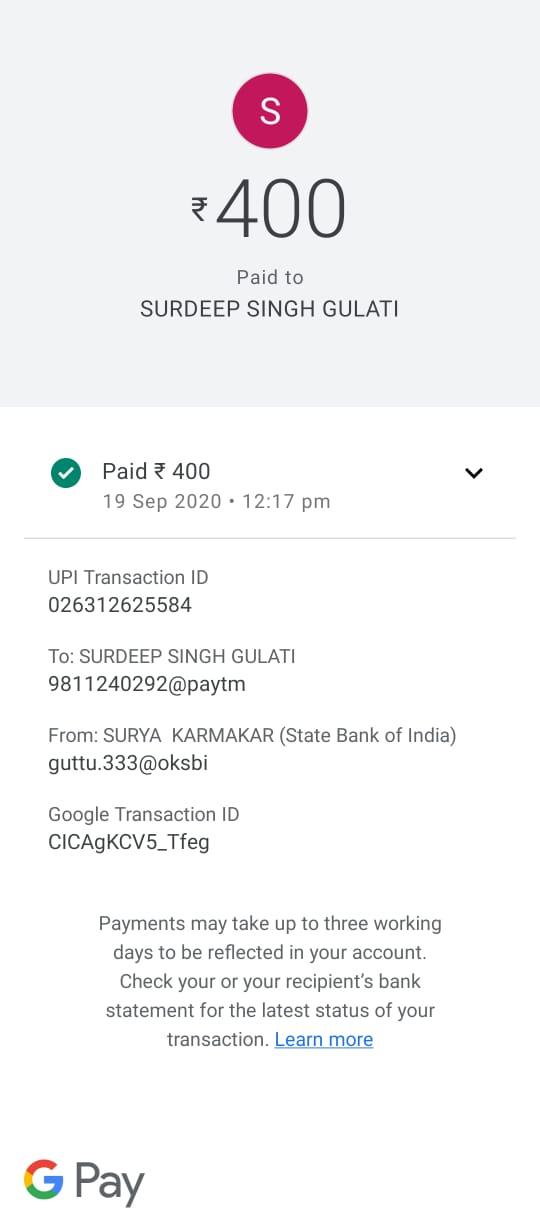 S
₹400
Paid to
SURDEEP SINGH GULATI
Paid ₹ 400
19 Sep 2020 • 12:17 pm
UPI Transaction ID
026312625584
To: SURDEEP SINGH GULATI
9811240292@paytm
From: SURYA  KARMAKAR (State Bank of India)
guttu.333@oksbi
Google Transaction ID
CICAgKCV5_Tfeg
Payments may take up to three working
days to be reflected in your account.
Check your or your recipient’s bank
statement for the latest status of your
transaction. Learn more
G Pay